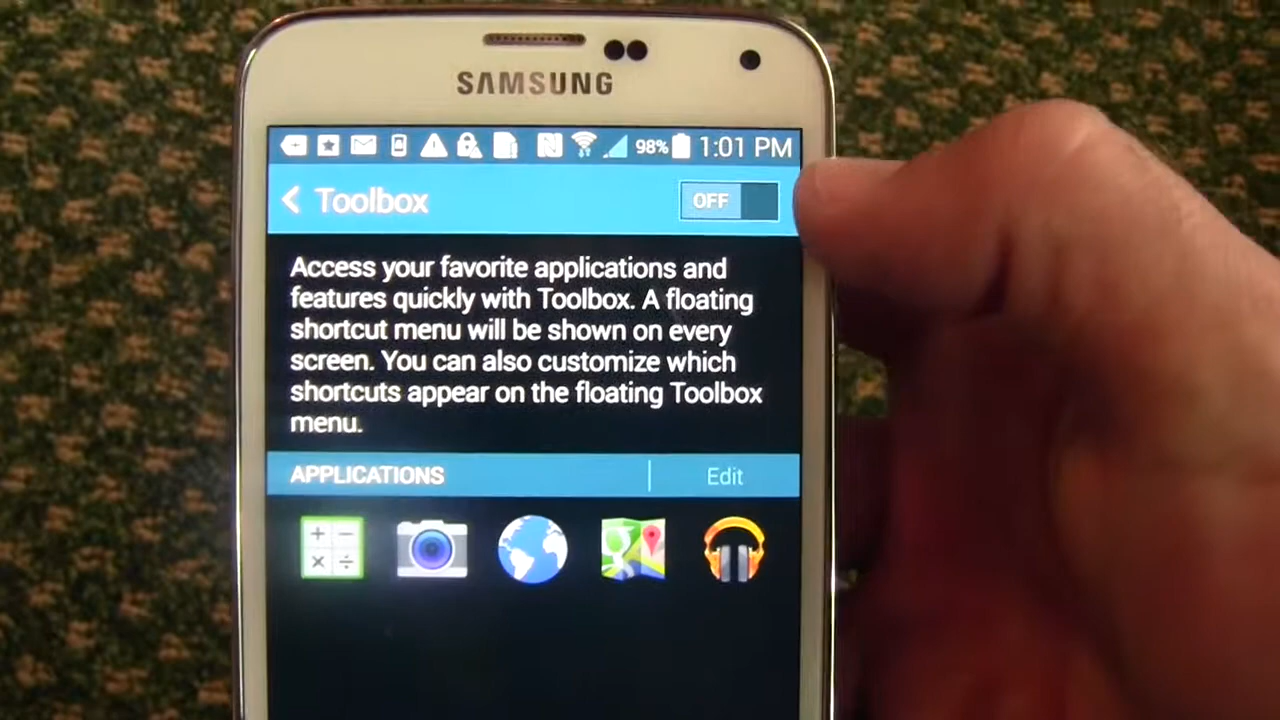 SAMSUNG
98% 1:01 PM
Toolbox OFF
Access your favorite applications and
features quickly with Toolbox. A floating
shortcut menu will be shown on every
screen. You can also customize which
shortcuts appear on the floating Toolbox
menu.
APPLICATIONS Edit